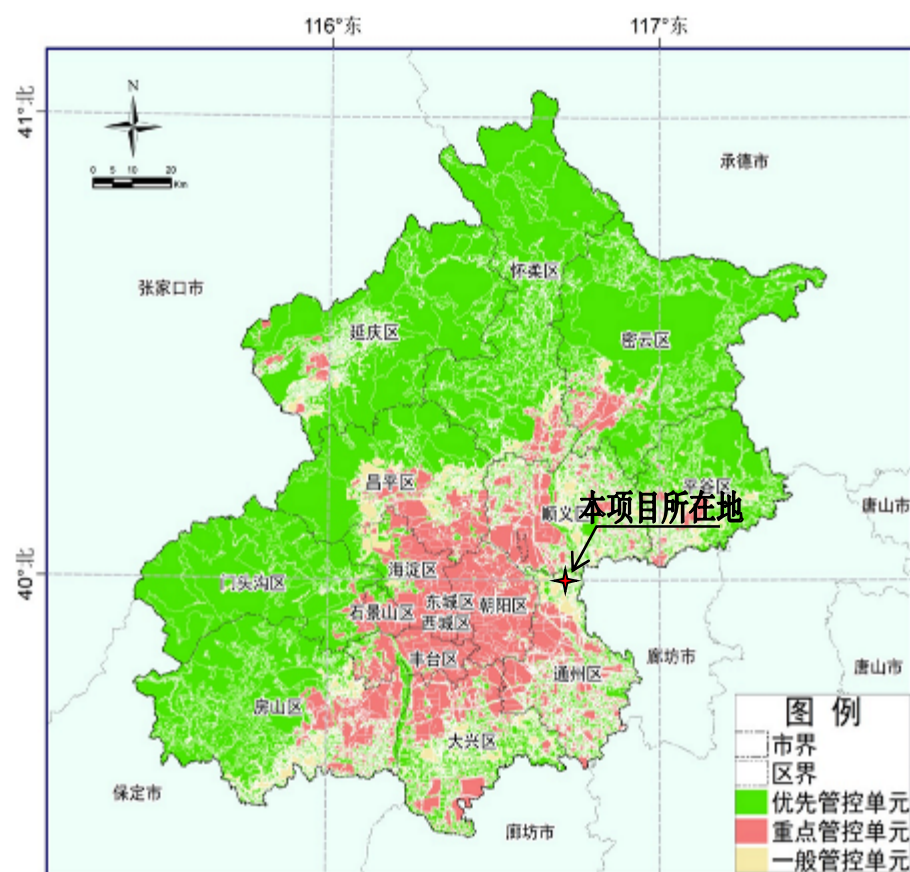 116°东
117°东
41°北
N
0 5 10 20
Km
承德市
张家口市
怀柔区
延庆区
密云区
昌平区
平谷区
顺义区
本项目所在地
唐山市
40°北
海淀区
门头沟区
东城区
朝阳区
石景山区
西城区
丰台区
廊坊市
通州区
唐山市
房山区
大兴区
保定市
廊坊市
图 例
市界
区界
优先管控单元
重点管控单元
一般管控单元